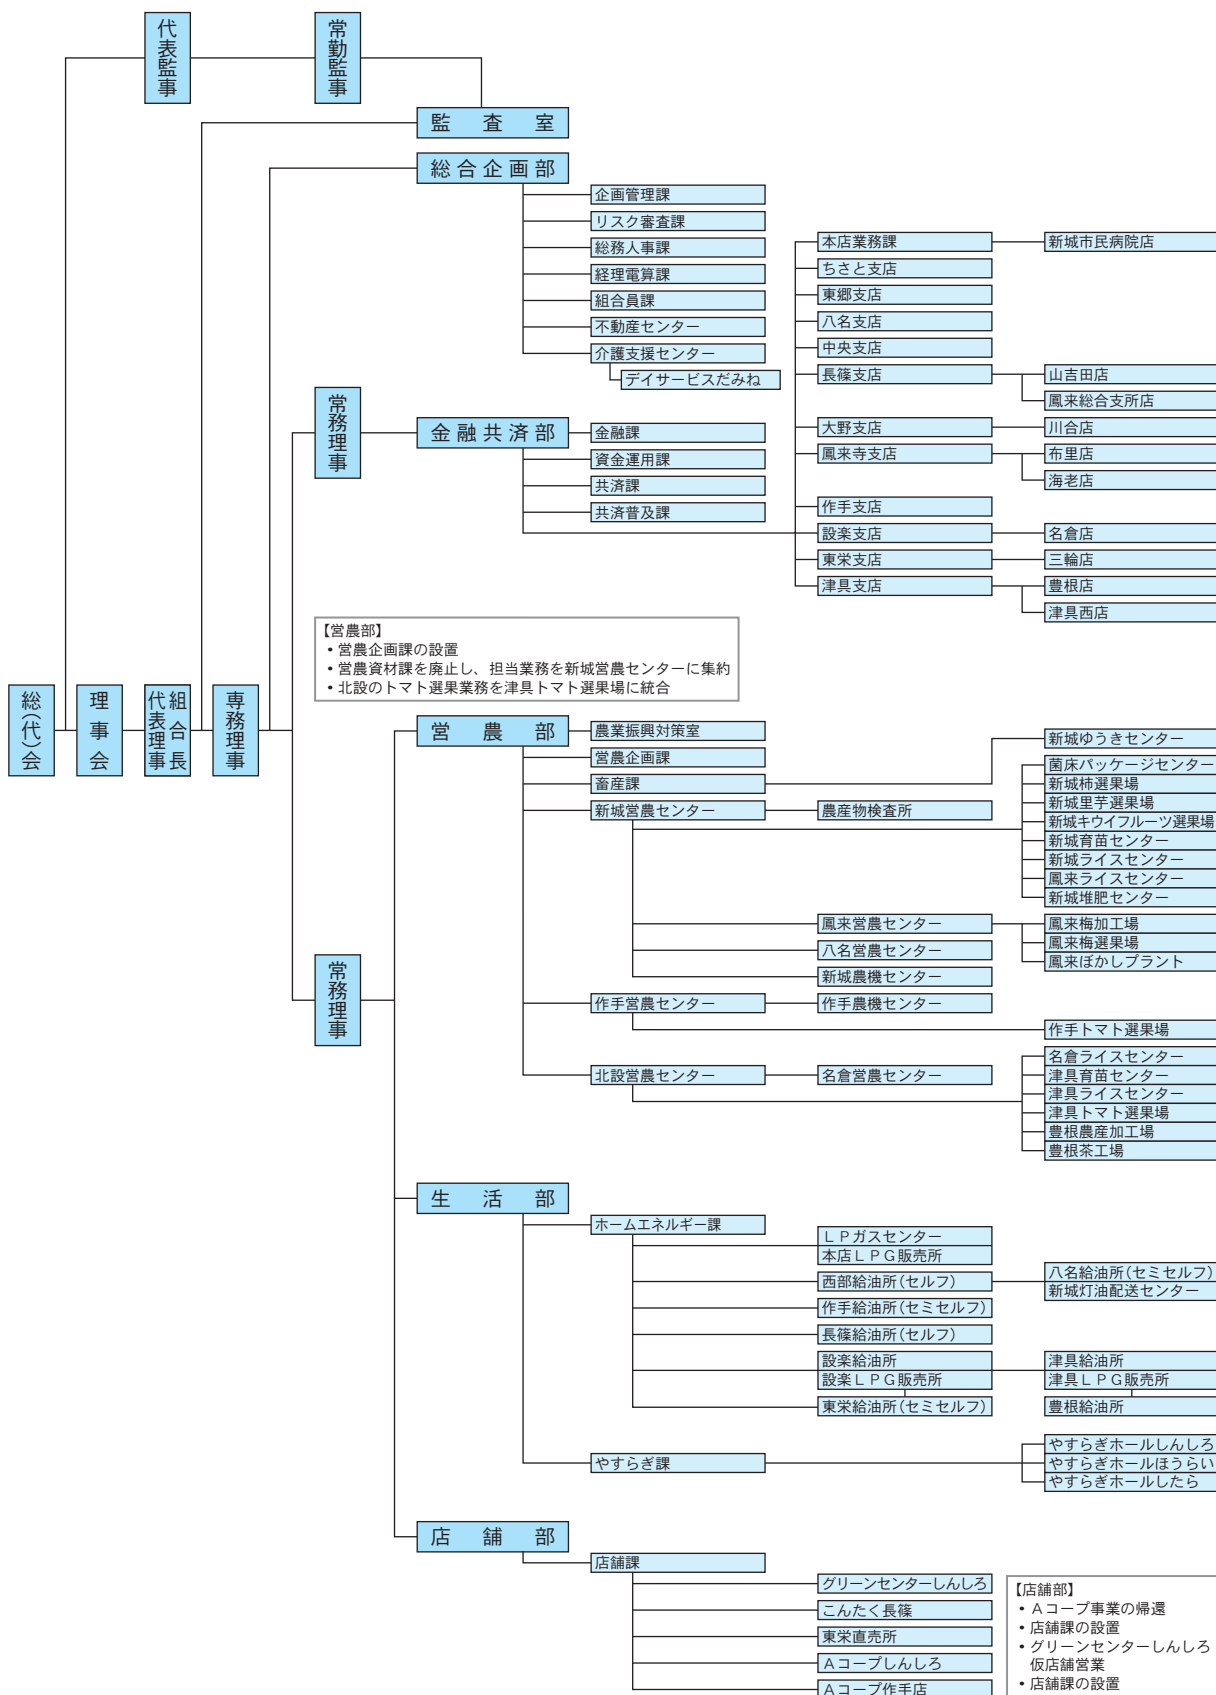 代表監事
常勤監事
監査室
総合企画部
企画管理課
リスク審査課
総務人事課
経理電算課
組合員課
不動産センター
介護支援センター
デイサービスだみね
常務理事
金融共済部
金融課
資金運用課
共済課
共済普及課
本店業務課
新城市民病院店
ちさと支店
東郷支店
八名支店
中央支店
長篠支店
山吉田店
鳳来総合支所店
大野支店
川合店
鳳来寺支店
布里店
海老店
作手支店
設楽支店
名倉店
東栄支店
三輪店
津具支店
豊根店
津具西店
【営農部】
・営農企画課の設置
・営農資材課を廃止し、担当業務を新城営農センターに集約
・北設のトマト選果業務を津具トマト選果場に統合
総(代)会
理事会
組合長
代表理事
専務理事
営農部
農業振興対策室
営農企画課
畜産課
新城ゆうきセンター
新城営農センター
農産物検査所
菌床パッケージセンター
新城柿選果場
新城里芋選果場
新城キウイフルーツ選果場
新城育苗センター
新城ライスセンター
鳳来ライスセンター
新城堆肥センター
鳳来営農センター
鳳来梅加工場
鳳来梅選果場
鳳来ぼかしプラント
八名営農センター
新城農機センター
常務理事
作手営農センター
作手農機センター
作手トマト選果場
北設営農センター
名倉営農センター
名倉ライスセンター
津具育苗センター
津具ライスセンター
津具トマト選果場
豊根農産加工場
豊根茶工場
生活部
ホームエネルギー課
LPガスセンター
本店LPG販売所
西部給油所(セルフ)
八名給油所(セミセルフ)
新城灯油配送センター
作手給油所(セミセルフ)
長篠給油所(セルフ)
設楽給油所
設楽LPG販売所
津具給油所
津具LPG販売所
東栄給油所(セミセルフ)
豊根給油所
やすらぎ課
やすらぎホールしんしろ
やすらぎホールほうらい
やすらぎホールしたら
店舗部
店舗課
グリーンセンターしんしろ
こんたく長篠
東栄直売所
Aコープしんしろ
Aコープ作手店
【店舗部】
・Aコープ事業の帰還
・店舗課の設置
・グリーンセンターしんしろ
仮店舗営業
・店舗課の設置